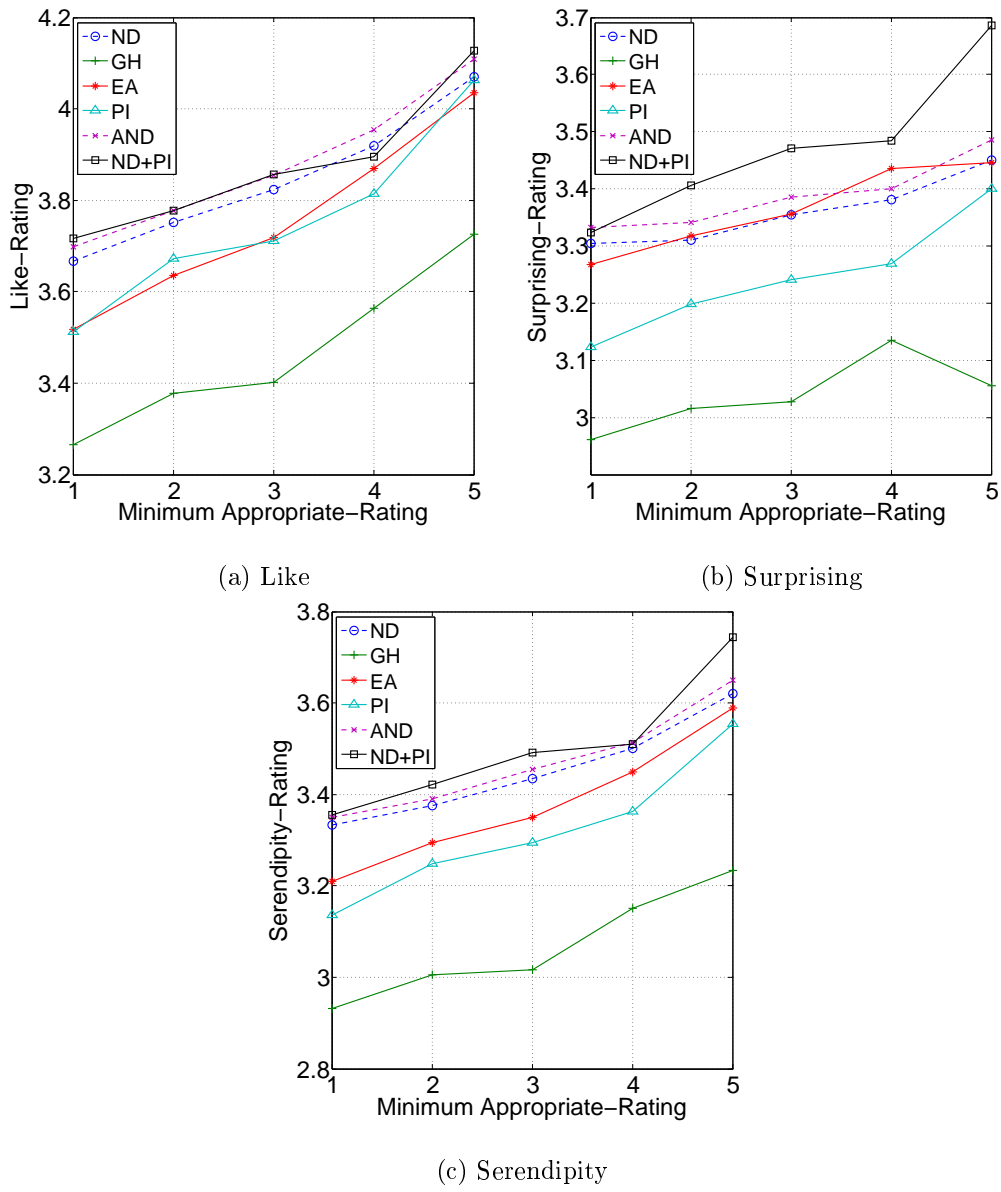 4.2
4
3.8
3.6
3.4
3.2
Like−Rating
ND
GH
EA
PI
AND
ND+PI
1 2 3 4 5
Minimum Appropriate−Rating
(a) Like
3.7
3.6
3.5
3.4
3.3
3.2
3.1
3
Surprising−Rating
ND
GH
EA
PI
AND
ND+PI
1 2 3 4 5
Minimum Appropriate−Rating
(b) Surprising
3.8
3.6
3.4
3.2
3
2.8
Serendipity−Rating
ND
GH
EA
PI
AND
ND+PI
1 2 3 4 5
Minimum Appropriate−Rating
(c) Serendipity